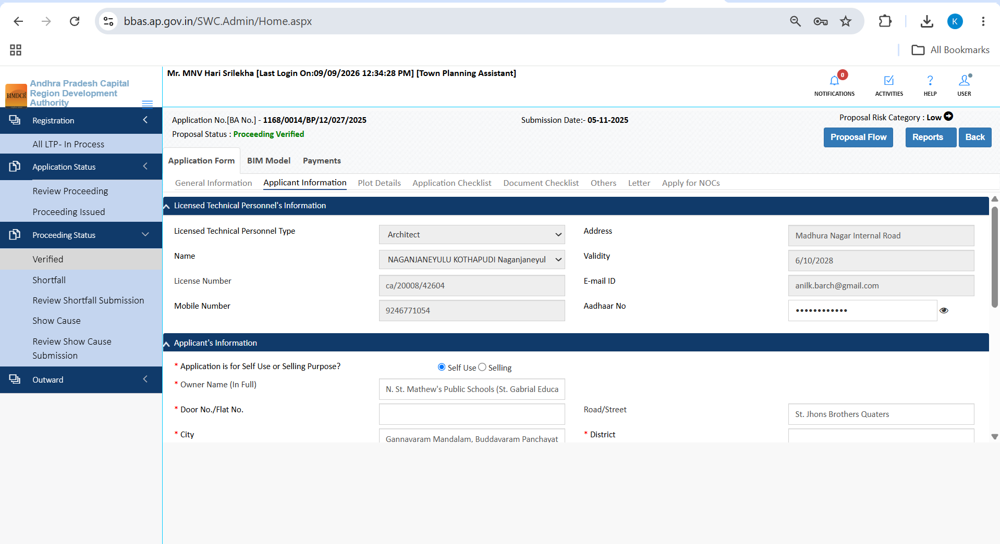 bbas.ap.gov.in/SWC.Admin/Home.aspx
K
All Bookmarks
BIMDCR
Andhra Pradesh Capital
Region Development
Authority
Mr. MNV Hari Srilekha [Last Login On:09/09/2026 12:34:28 PM] [Town Planning Assistant]
0
NOTIFICATIONS
ACTIVITIES
?
HELP
USER
Registration
All LTP- In Process
Application Status
Review Proceeding
Proceeding Issued
Proceeding Status
Verified
Shortfall
Review Shortfall Submission
Show Cause
Review Show Cause
Submission
Outward
Application No.[BA No.] - 1168/0014/BP/12/027/2025
Submission Date:- 05-11-2025
Proposal Risk Category : Low
Proposal Status : Proceeding Verified
Proposal Flow
Reports
Back
Application Form
BIM Model
Payments
General Information
Applicant Information
Plot Details
Application Checklist
Document Checklist
Others
Letter
Apply for NOCs
Licensed Technical Personnel's Information
Licensed Technical Personnel Type
Architect
Address
Madhura Nagar Internal Road
Name
NAGANJANEYULU KOTHAPUDI Naganjaneyul
Validity
6/10/2028
License Number
ca/20008/42604
E-mail ID
anilk.barch@gmail.com
Mobile Number
9246771054
Aadhaar No
••••••••••••
Applicant's Information
* Application is for Self Use or Selling Purpose?
Self Use
Selling
* Owner Name (In Full)
N. St. Mathew's Public Schools (St. Gabrial Educa
* Door No./Flat No.
Road/Street
St. Jhons Brothers Quaters
* City
Gannavaram Mandalam, Buddavaram Panchayat
* District